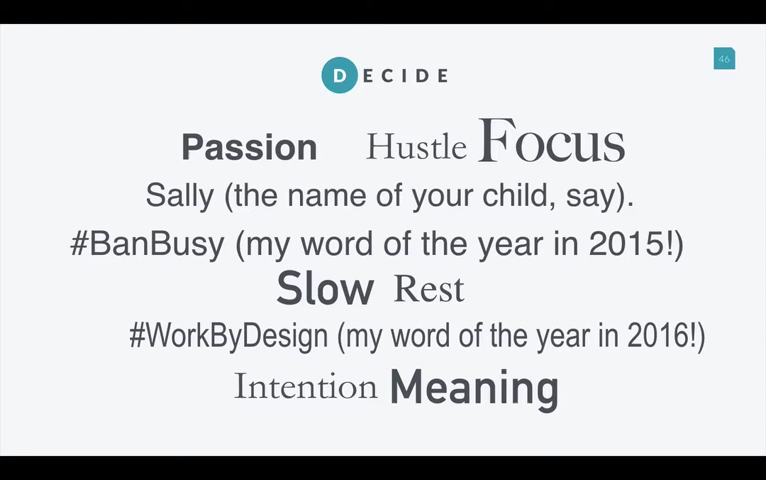 DECIDE
46
Passion Hustle Focus
Sally (the name of your child, say).
#BanBusy (my word of the year in 2015!)
Slow Rest
#WorkByDesign (my word of the year in 2016!)
Intention Meaning